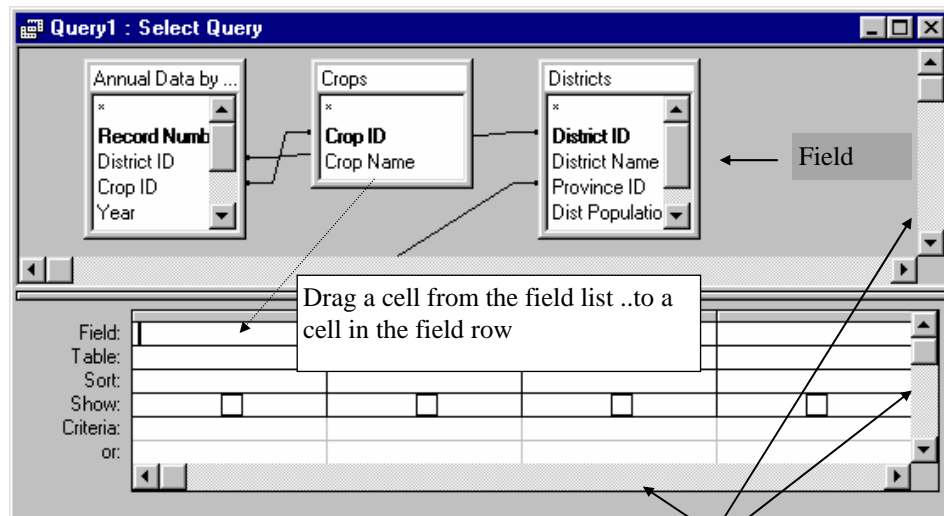 Query1 : Select Query
Annual Data by ...
*
Record Numb
District ID
Crop ID
Year
Crops
*
Crop ID
Crop Name
Districts
*
District ID
District Name
Province ID
Dist Populatio
Field
Drag a cell from the field list ..to a
cell in the field row
Field:
Table:
Sort:
Show:
Criteria:
or: